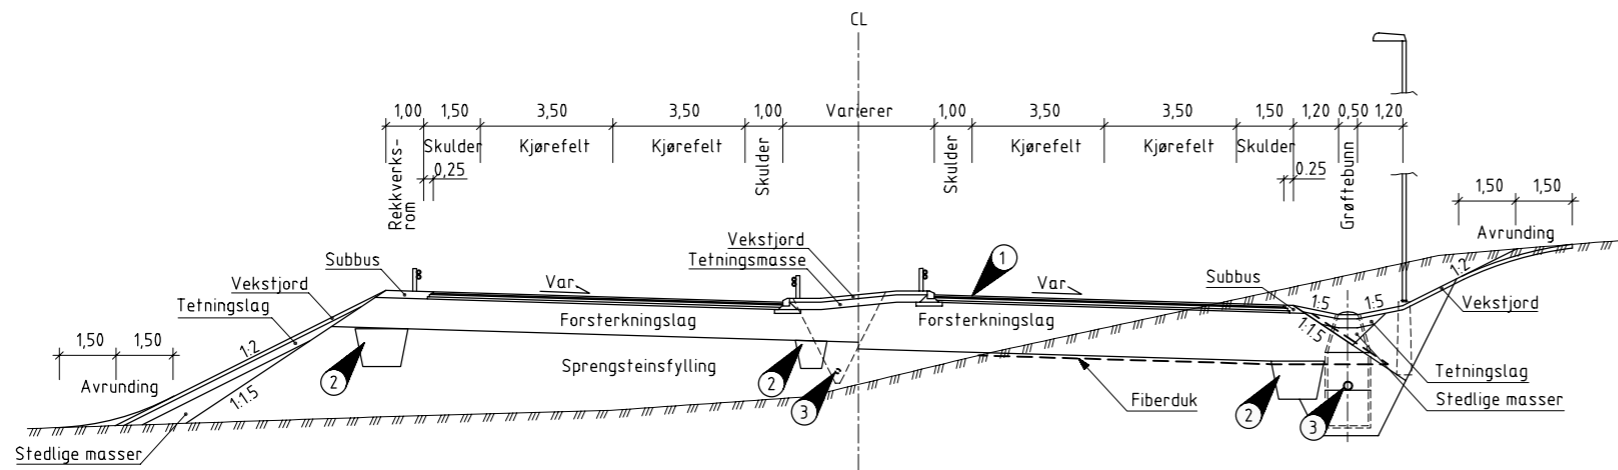 CL
1,00 1,50 3,50 3,50 1,00 Varierer 1,00 3,50 3,50 1,50 1,20 0,50 1,20
Rekkverks-
rom
Skulder Kjørefelt Kjørefelt Skulder Skulder Kjørefelt Kjørefelt Skulder Grøftebunn
0,25 0.25
1,50 1,50
Avrunding
Vekstjord
Tetningsmasse
1
Subbus Var Var Subbus
1:2
Vekstjord
Vekstjord
Tetningslag
1:5 1:5
Forsterkningslag Forsterkningslag
1:1.5
1,50 1,50
1:2
Avrunding
Sprengsteinsfylling
2 2 2
3 3
1:1.5
Fiberduk
Tetningslag
Stedlige masser
Stedlige masser